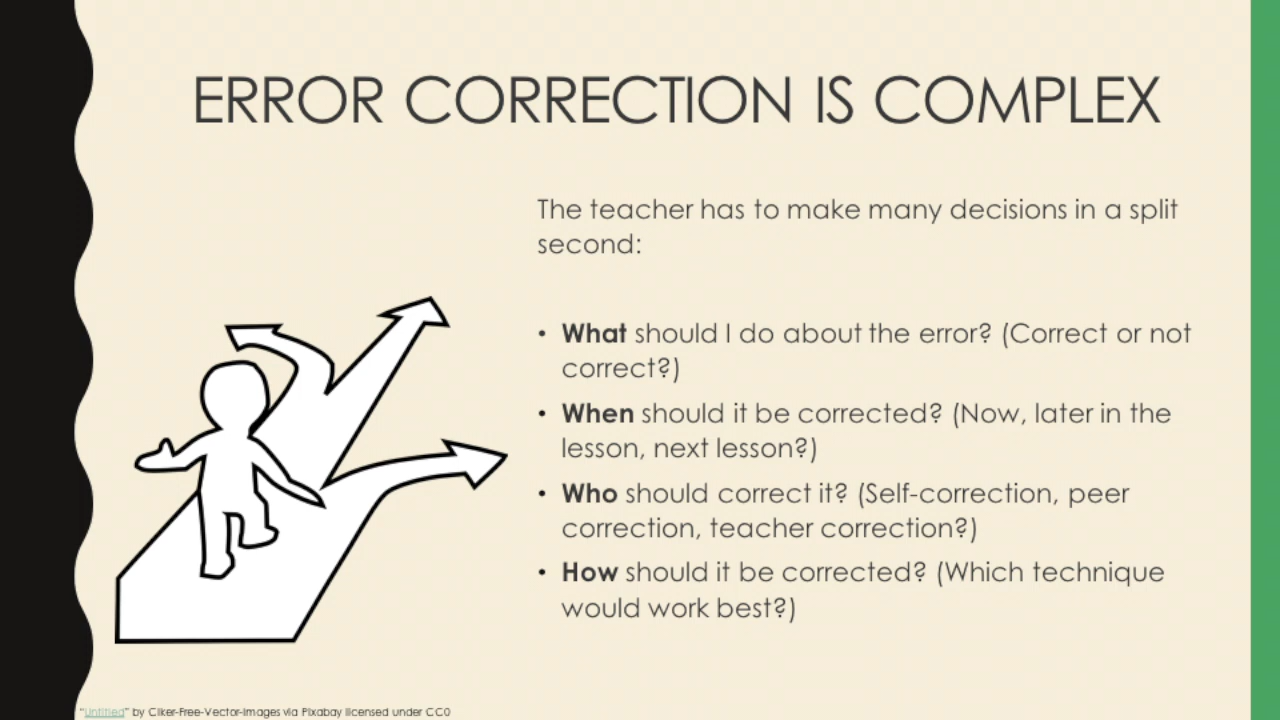 ERROR CORRECTION IS COMPLEX
The teacher has to make many decisions in a split
second:
• What should I do about the error? (Correct or not
correct?)
• When should it be corrected? (Now, later in the
lesson, next lesson?)
• Who should correct it? (Self-correction, peer
correction, teacher correction?)
• How should it be corrected? (Which technique
would work best?)
"Untitled" by Clker-Free-Vector-Images via Pixabay licensed under CC0